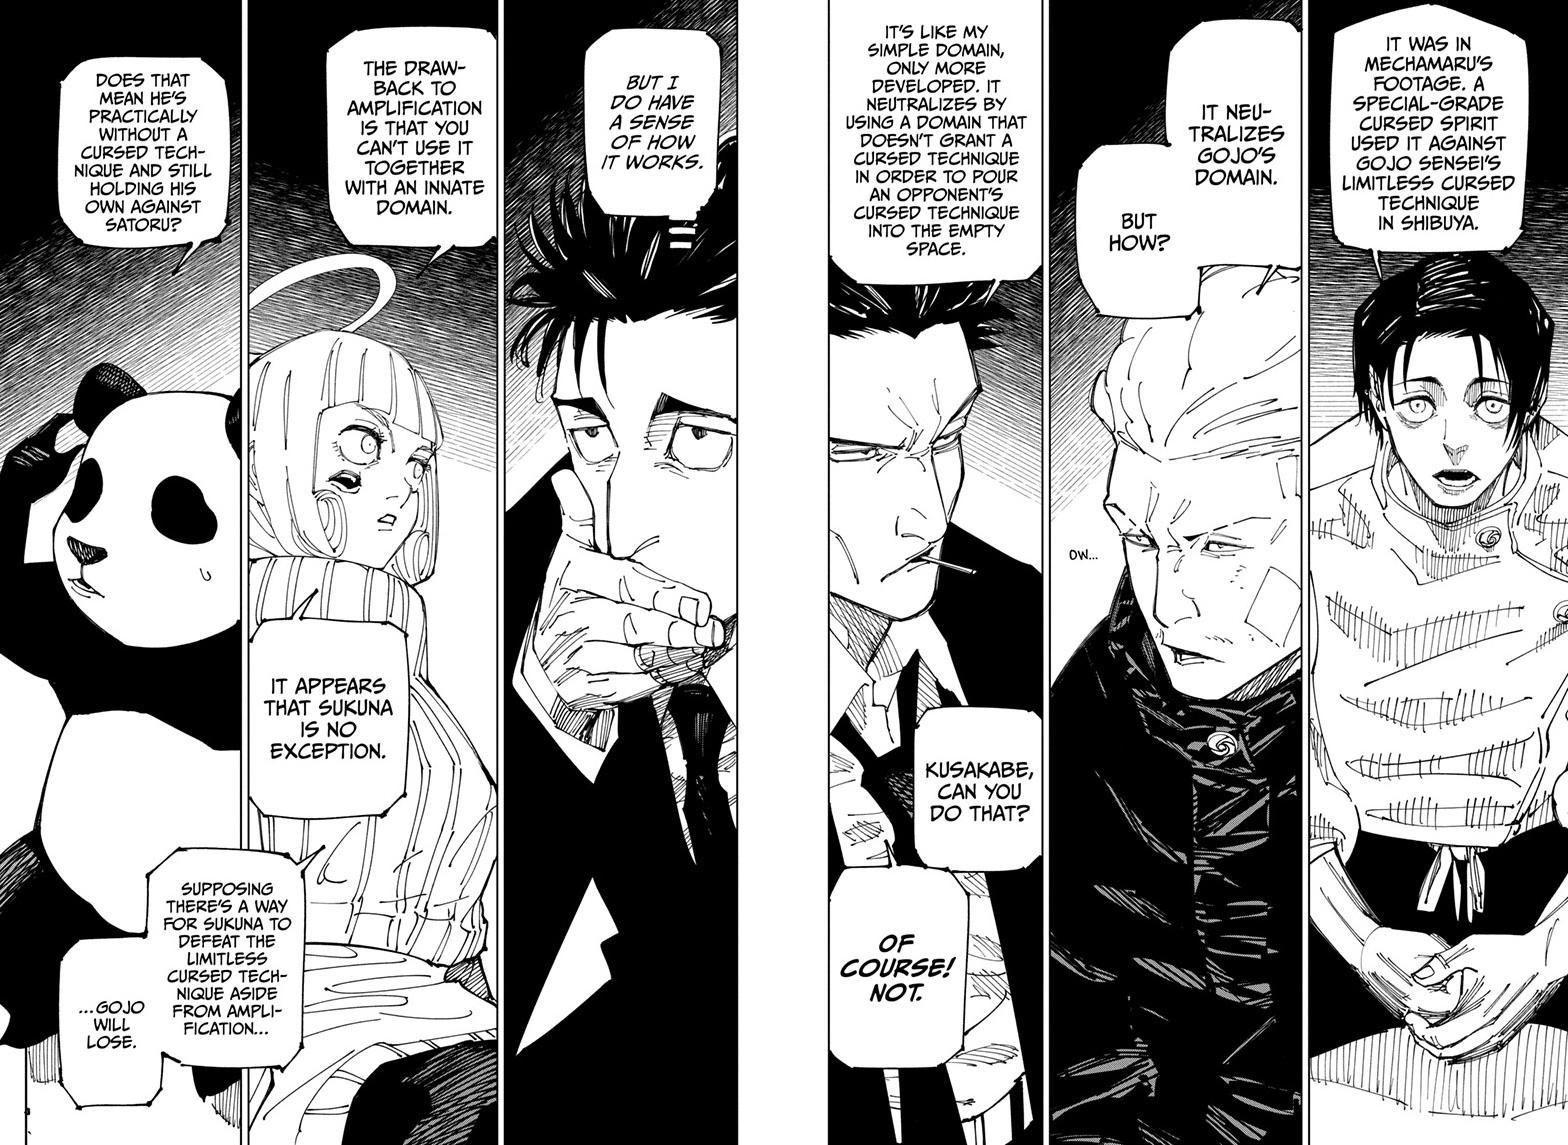 IT WAS IN
MECHAMARU'S
FOOTAGE. A
SPECIAL-GRADE
CURSED SPIRIT
USED IT AGAINST
GOJO SENSEI'S
LIMITLESS CURSED
TECHNIQUE
IN SHIBUYA.
IT NEU-
TRALIZES
GOJO'S
DOMAIN.
BUT
HOW?
OW...
IT'S LIKE MY
SIMPLE DOMAIN,
ONLY MORE
DEVELOPED. IT
NEUTRALIZES BY
USING A DOMAIN THAT
DOESN'T GRANT A
CURSED TECHNIQUE
IN ORDER TO POUR
AN OPPONENT'S
CURSED TECHNIQUE
INTO THE EMPTY
SPACE.
KUSAKABE,
CAN YOU
DO THAT?
OF
COURSE!
NOT.
BUT I
DO HAVE
A SENSE
OF HOW
IT WORKS.
THE DRAW-
BACK TO
AMPLIFICATION
IS THAT YOU
CAN'T USE IT
TOGETHER
WITH AN INNATE
DOMAIN.
IT APPEARS
THAT SUKUNA
IS NO
EXCEPTION.
DOES THAT
MEAN HE'S
PRACTICALLY
WITHOUT A
CURSED TECH-
NIQUE AND STILL
HOLDING HIS
OWN AGAINST
SATORU?
SUPPOSING
THERE'S A WAY
FOR SUKUNA TO
DEFEAT THE
LIMITLESS
CURSED TECH-
NIQUE ASIDE
FROM AMPLI-
FICATION...
...GOJO
WILL
LOSE.